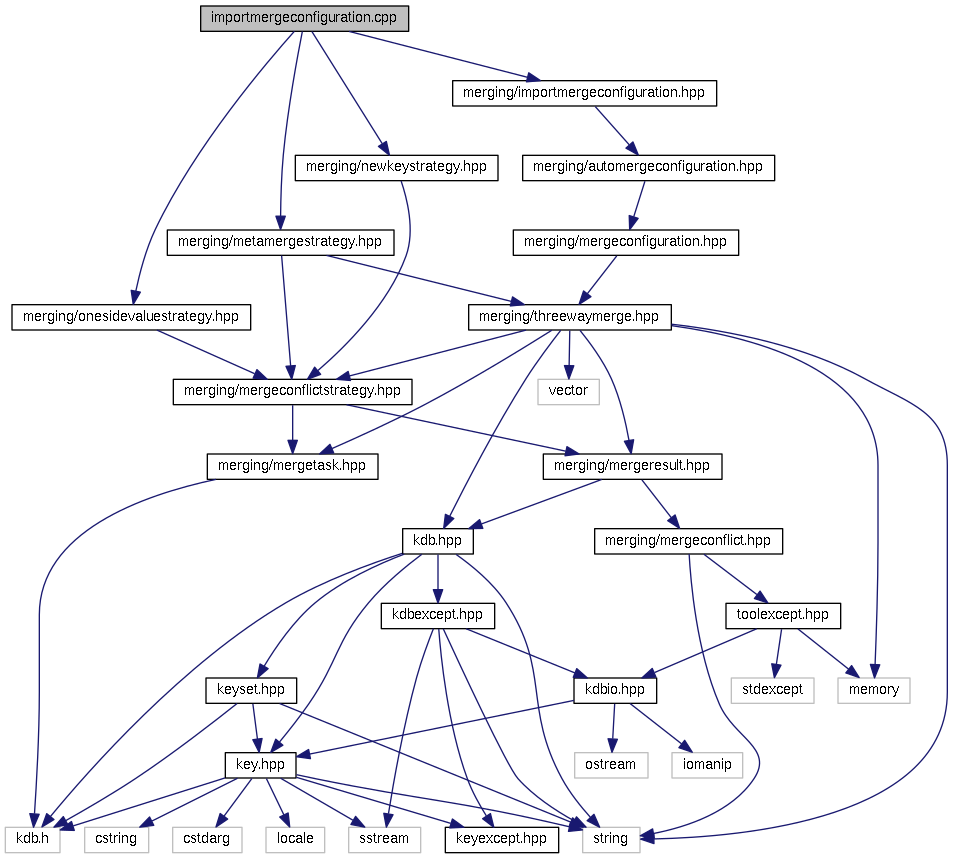 importmergeconfiguration.cpp
merging/importmergeconfiguration.hpp
merging/newkeystrategy.hpp
merging/automergeconfiguration.hpp
merging/metamergestrategy.hpp
merging/mergeconfiguration.hpp
merging/onesidevaluestrategy.hpp
merging/threewaymerge.hpp
merging/mergeconflictstrategy.hpp
vector
merging/mergetask.hpp
merging/mergeresult.hpp
kdb.hpp
merging/mergeconflict.hpp
kdbexcept.hpp
toolexcept.hpp
keyset.hpp
kdbio.hpp
stdexcept
memory
key.hpp
ostream
iomanip
kdb.h
cstring
cstdarg
locale
sstream
keyexcept.hpp
string